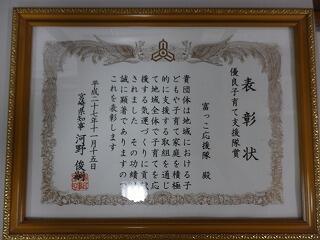 表彰状
優良子育て支援隊賞
富っこ応援隊 殿
貴団体は地域における子
どもや子育て家庭を積極
的に支援する取組を通じ
て地域全体で子育てを応
援する気運づくりに貢献
されました その功績は
誠に顕著でありますので
これを表彰します
平成二十七年十一月十五日
宮崎県知事 河野 俊嗣